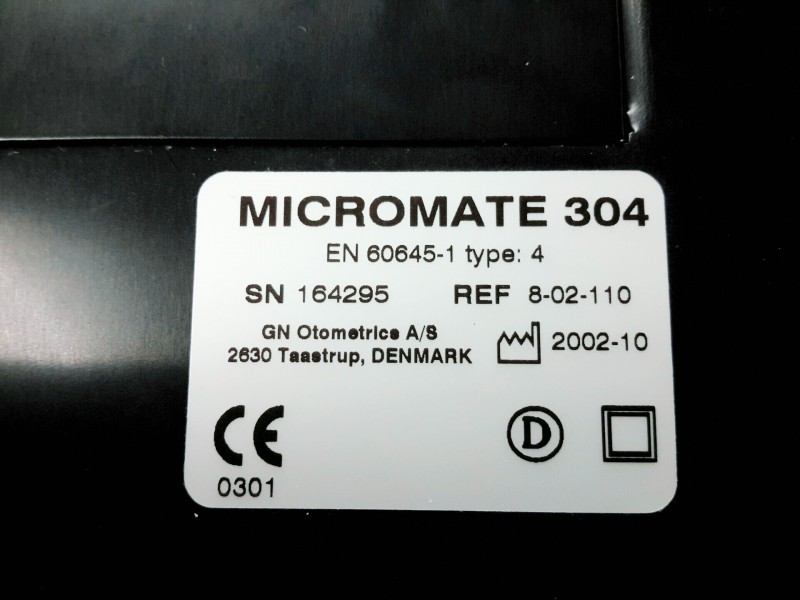 MICROMATE 304
EN 60645-1 type: 4
SN 164295 REF 8-02-110
GN Otometrics A/S
2630 Taastrup, DENMARK
2002-10
CE
D
0301